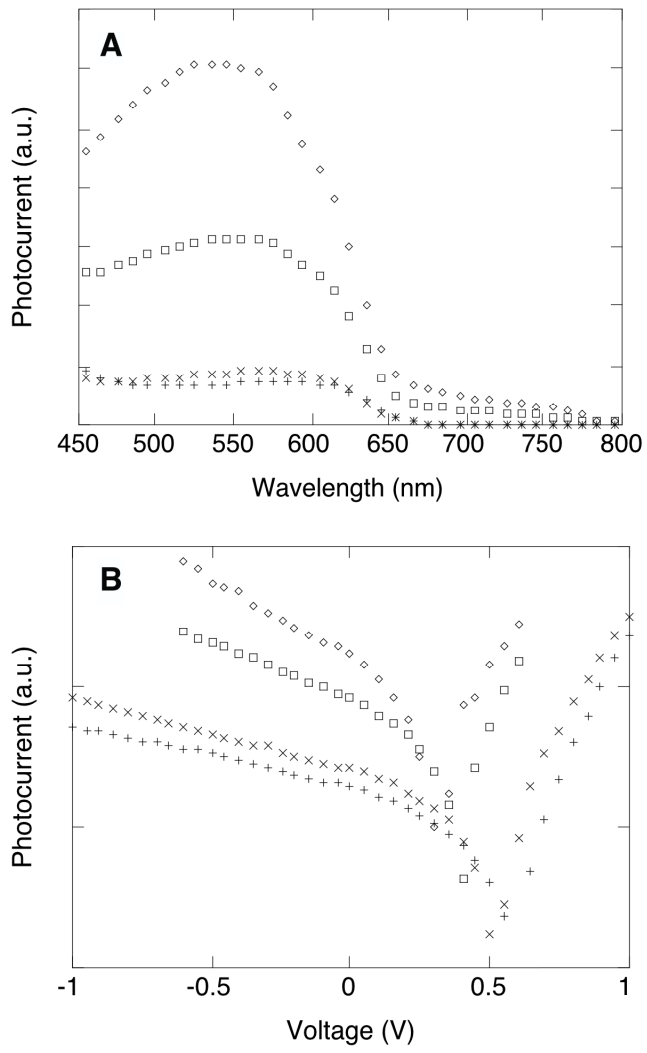 A
Photocurrent (a.u.)
450 500 550 600 650 700 750 800
Wavelength (nm)
B
Photocurrent (a.u.)
-1 -0.5 0 0.5 1
Voltage (V)